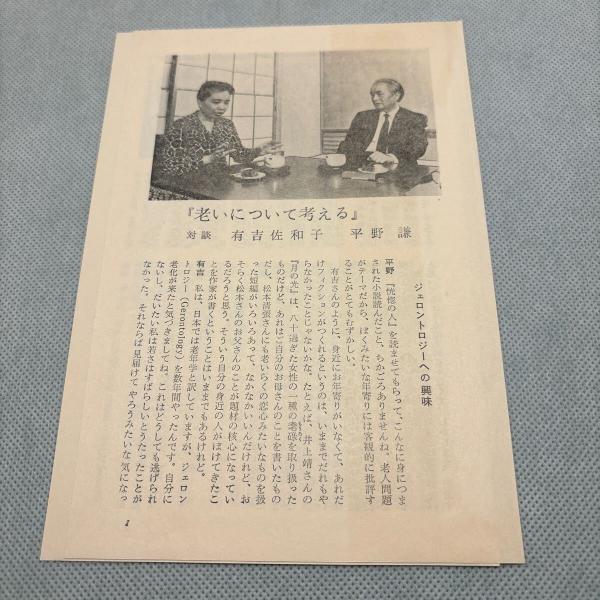 『老いについて考える』
対談 有吉佐和子 平野謙
ジェロントロジーへの興味
平野 『恍惚の人』を読ませてもらって、こんなに身につま
された小説読んだこと、ちかごろありませんね。老人問題
がテーマだから、ぼくみたいな年寄りには客観的に批評す
ることがとてもむずかしい。
有吉さんのように、身近にお年寄りがいなくて、あれだ
けフィクションがつくれるというのは、いままでだれもや
らなかったことじゃないかな。たとえば、井上靖さんの
『月の光』は、八十過ぎた女性の一種の耄碌を取り扱った
ものだけど、あれはご自分のお母さんのことを書いたもの
だし、松本清張さんにも老いらくの恋心みたいなものを扱
った短編がいろいろあって、なかなかいいんだけれど、お
そらく松本さんのお父さんのことが題材の核心になってい
るだろうと思う。そういう自分の身近の人がぼけてきたこ
とを作家が書くということはいままでもあるけれど。
有吉 私は、日本では老年学と訳していますが、ジェロン
トロジー(Gerontology)を数年間やったんです。自分に
老化が来たと気づきましてね。これはどうしても逃げられ
ないし、だいたい私は若さはすばらしいとうたったことが
なかった。それならば見届けてやろうみたいな気になっ
1